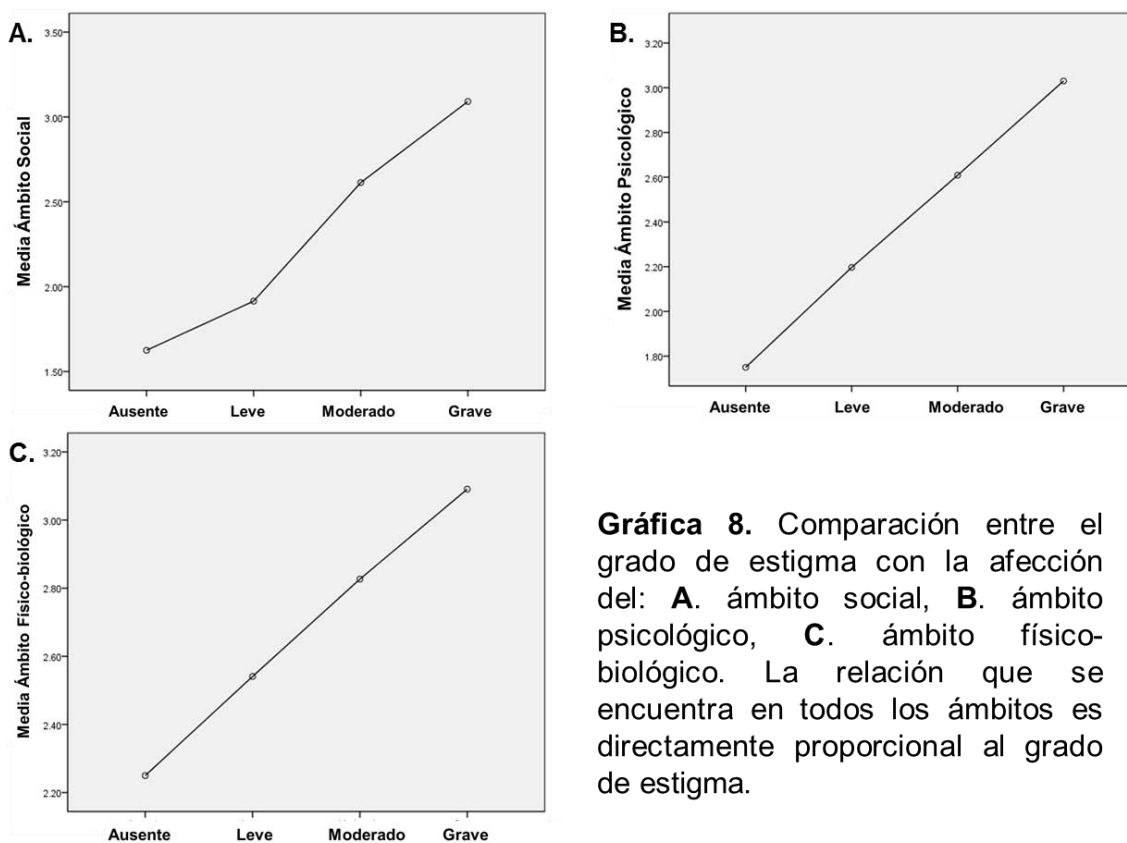 A.
3.50
3.00
2.50
2.00
1.50
Media Ámbito Social
Ausente Leve Moderado Grave
B.
3.20
3.00
2.80
2.60
2.40
2.20
2.00
1.80
Media Ámbito Psicológico
Ausente Leve Moderado Grave
C.
3.20
3.00
2.80
2.60
2.40
2.20
Media Ámbito Físico-biológico
Ausente Leve Moderado Grave
Gráfica 8. Comparación entre el
grado de estigma con la afección
del: A. ámbito social, B. ámbito
psicológico, C. ámbito físico-
biológico. La relación que se
encuentra en todos los ámbitos es
directamente proporcional al grado
de estigma.